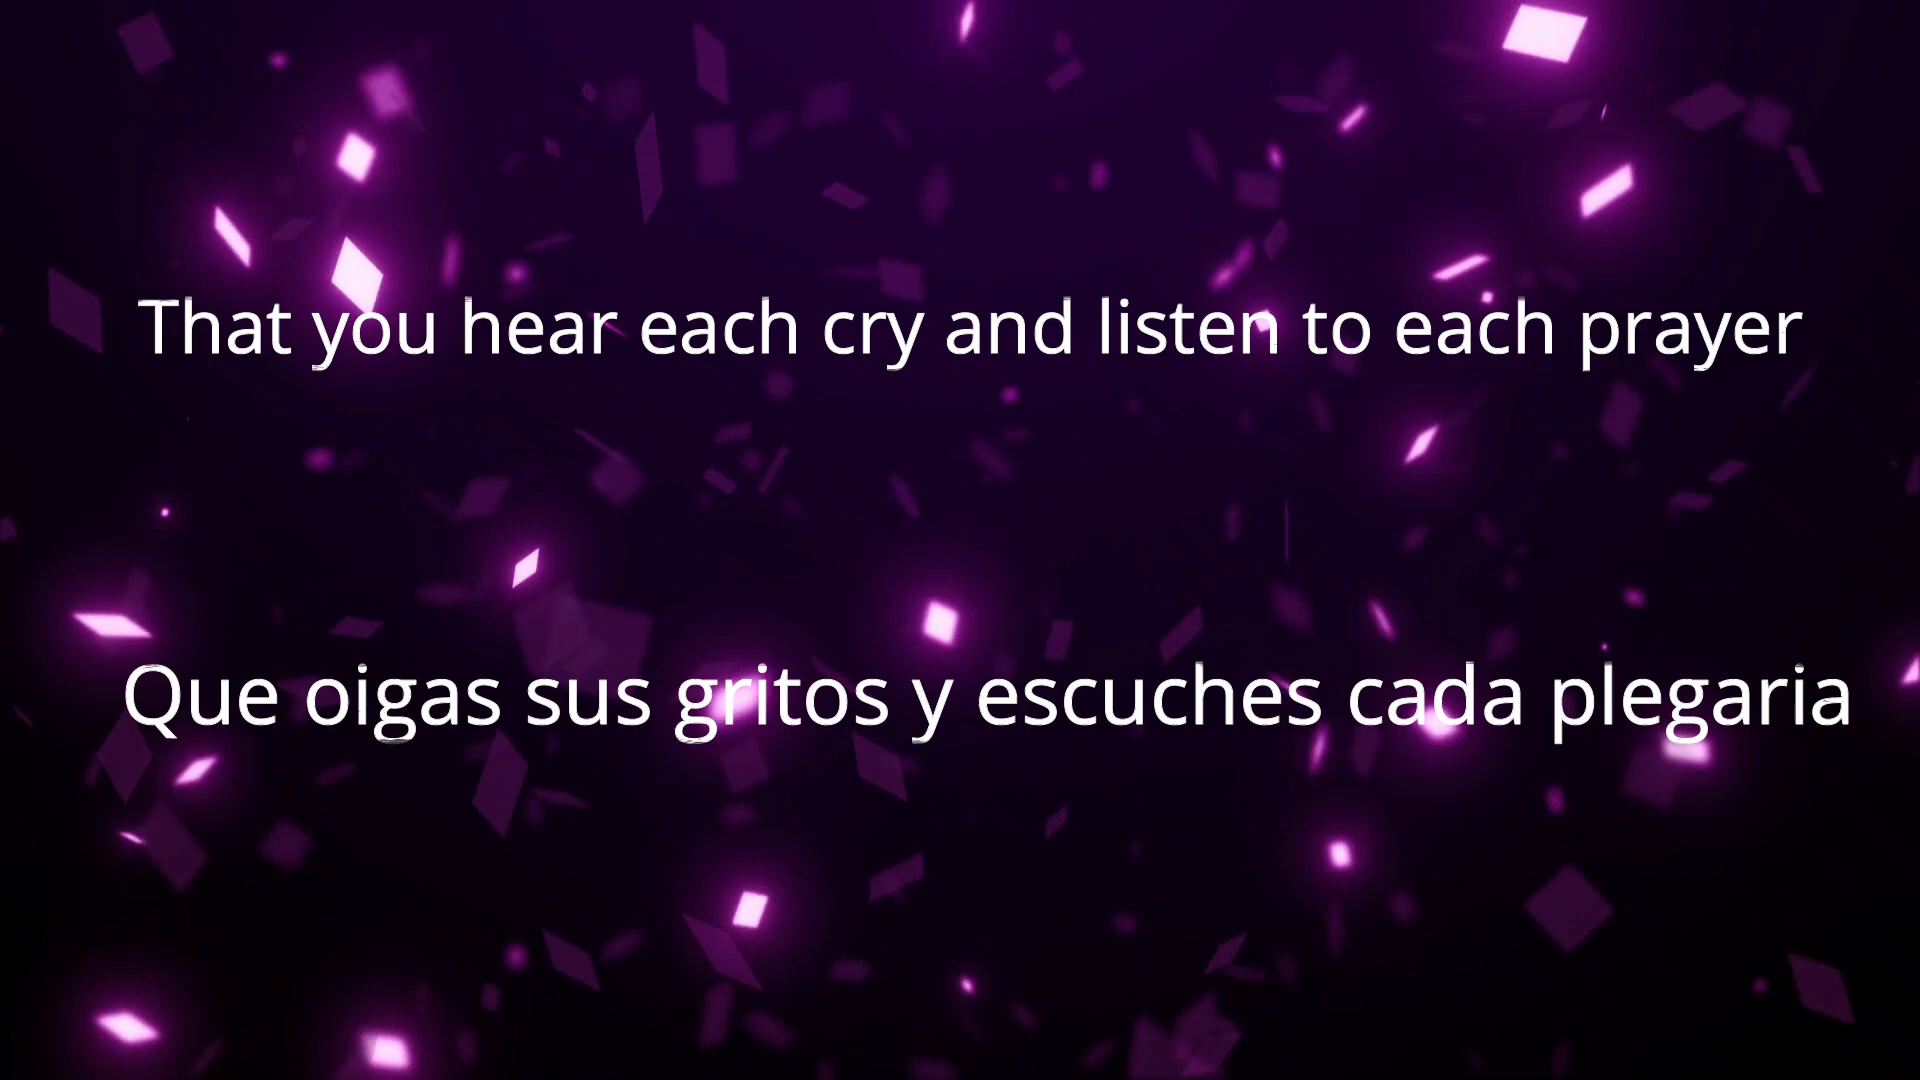 That you hear each cry and listen to each prayer
Que oigas sus gritos y escuches cada plegaria